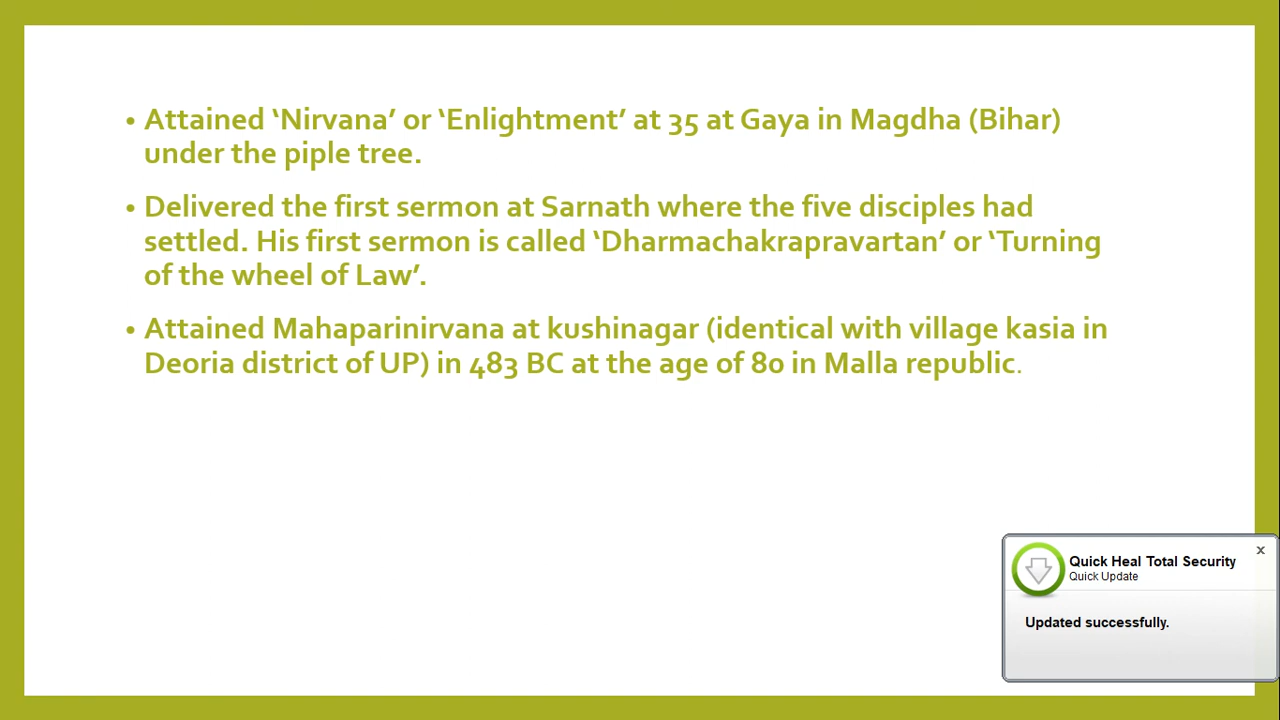 • Attained ‘Nirvana’ or ‘Enlightment’ at 35 at Gaya in Magdha (Bihar)
under the piple tree.
• Delivered the first sermon at Sarnath where the five disciples had
settled. His first sermon is called ‘Dharmachakrapravartan’ or ‘Turning
of the wheel of Law’.
• Attained Mahaparinirvana at kushinagar (identical with village kasia in
Deoria district of UP) in 483 BC at the age of 80 in Malla republic.
Quick Heal Total Security
Quick Update
Updated successfully.